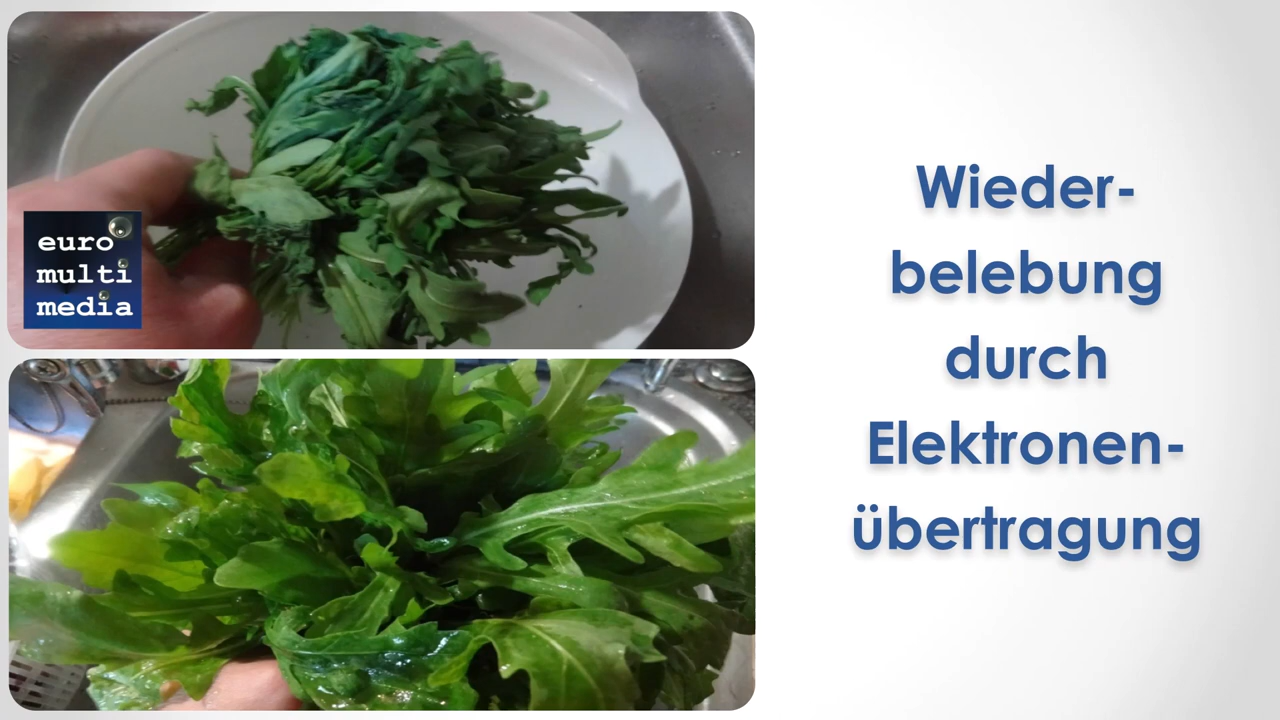 euro
multi
media
Wieder-
belebung
durch
Elektronen-
übertragung